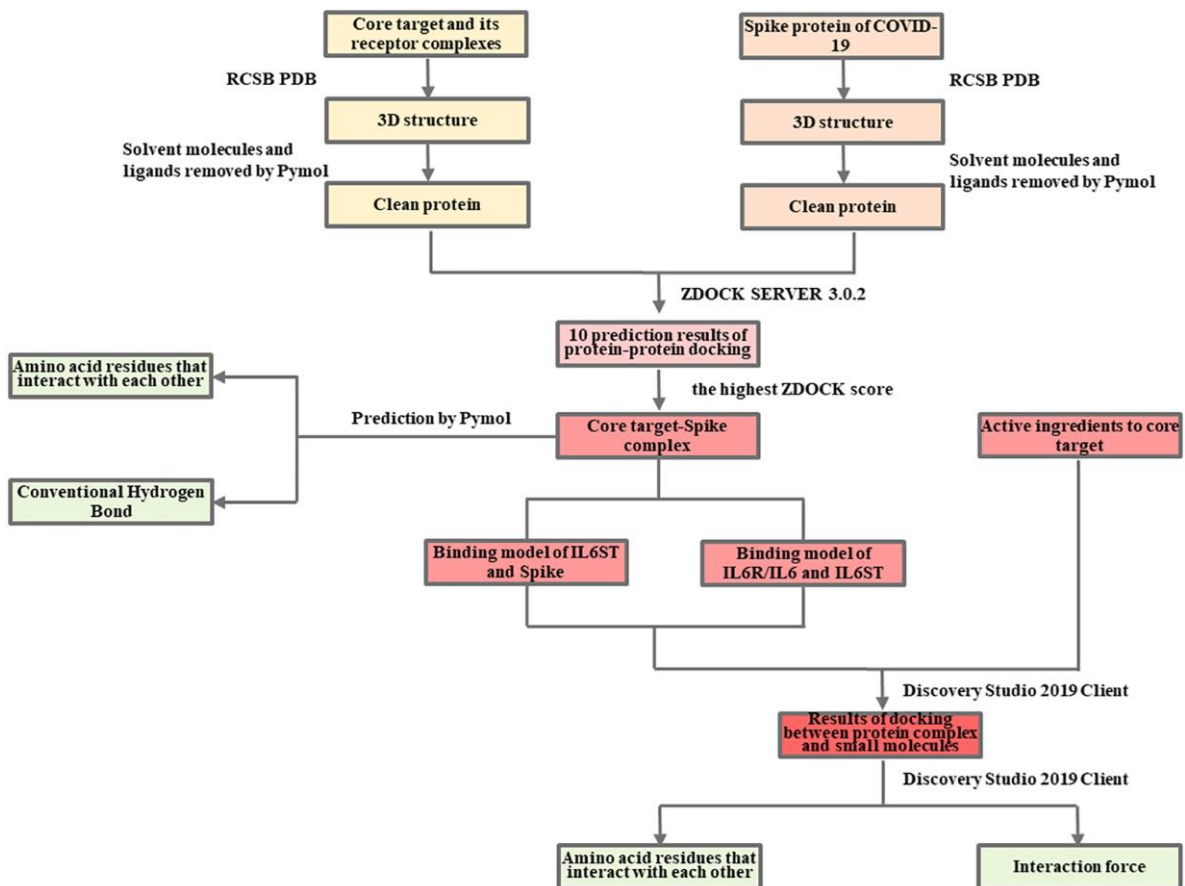 Core target and its
receptor complexes
Spike protein of COVID-
19
RCSB PDB
RCSB PDB
3D structure
3D structure
Solvent molecules and
ligands removed by Pymol
Solvent molecules and
ligands removed by Pymol
Clean protein
Clean protein
ZDOCK SERVER 3.0.2
10 prediction results of
protein-protein docking
Amino acid residues that
interact with each other
the highest ZDOCK score
Prediction by Pymol
Core target-Spike
complex
Active ingredients to core
target
Conventional Hydrogen
Bond
Binding model of IL6ST
and Spike
Binding model of
IL6R/IL6 and IL6ST
Discovery Studio 2019 Client
Results of docking
between protein complex
and small molecules
Discovery Studio 2019 Client
Amino acid residues that
interact with each other
Interaction force